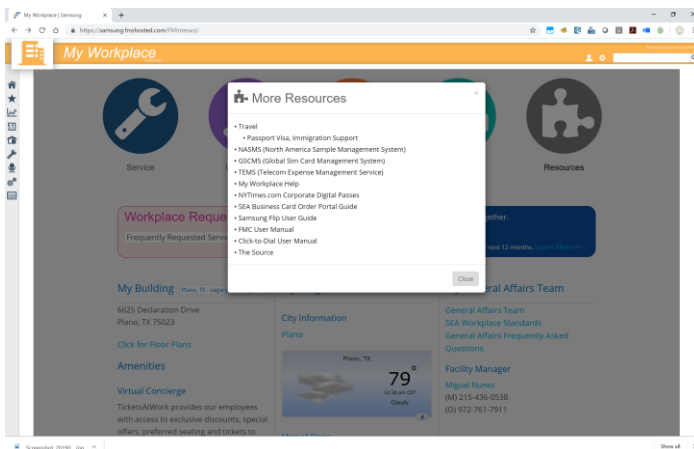 My Workplace | Samsung
https://samsung.fmshosted.com/FMInteract/
My Workplace
More Resources
• Travel
• Passport Visa, Immigration Support
• NASMS (North America Sample Management System)
• GSCMS (Global Sim Card Management System)
• TEMS (Telecom Expense Management Service)
• My Workplace Help
• NYTimes.com Corporate Digital Passes
• SEA Business Card Order Portal Guide
• Samsung Flip User Guide
• FMC User Manual
• Click-to-Dial User Manual
• The Source
Close
Service
Resources
Workplace Reque
Frequently Requested Servic
next 12 months. Learn More>>
My Building
Plano, TX - Legac
6625 Declaration Drive
Plano, TX 75023
Click for Floor Plans
Amenities
Virtual Concierge
TicketsAtWork provides our employees
with access to exclusive discounts, special
offers, preferred seating and tickets to
City Information
Plano
Plano, TX
79°
Cloudy
eral Affairs Team
General Affairs Team
SEA Workplace Standards
General Affairs Frequently Asked
Questions
Facility Manager
Miguel Nunez
(M) 215-436-0538
(O) 972-761-7911
Show all